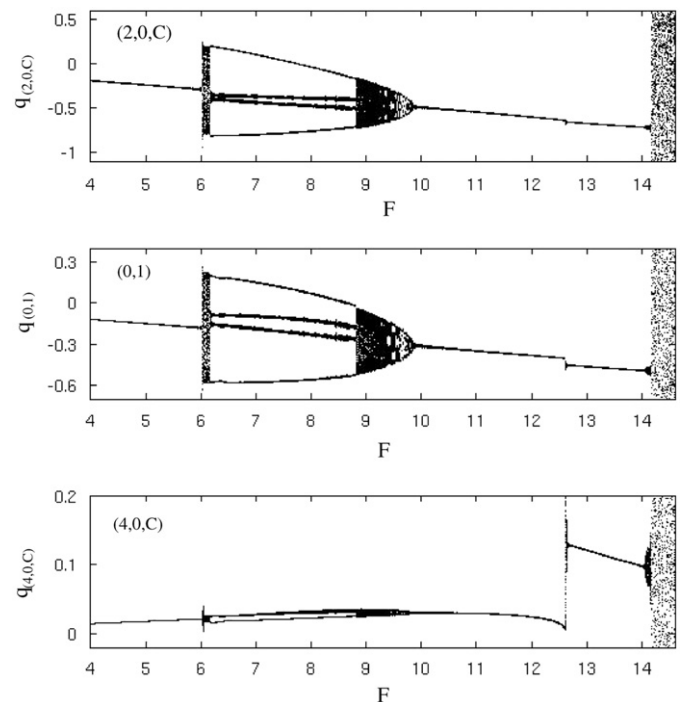 0.5
(2,0,C)
0
q(2,0,C)
-0.5
-1
4 5 6 7 8 9 10 11 12 13 14
F
0.3
(0,1)
0
q(0,1)
-0.3
-0.6
4 5 6 7 8 9 10 11 12 13 14
F
0.2
(4,0,C)
0.1
q(4,0,C)
0
4 5 6 7 8 9 10 11 12 13 14
F